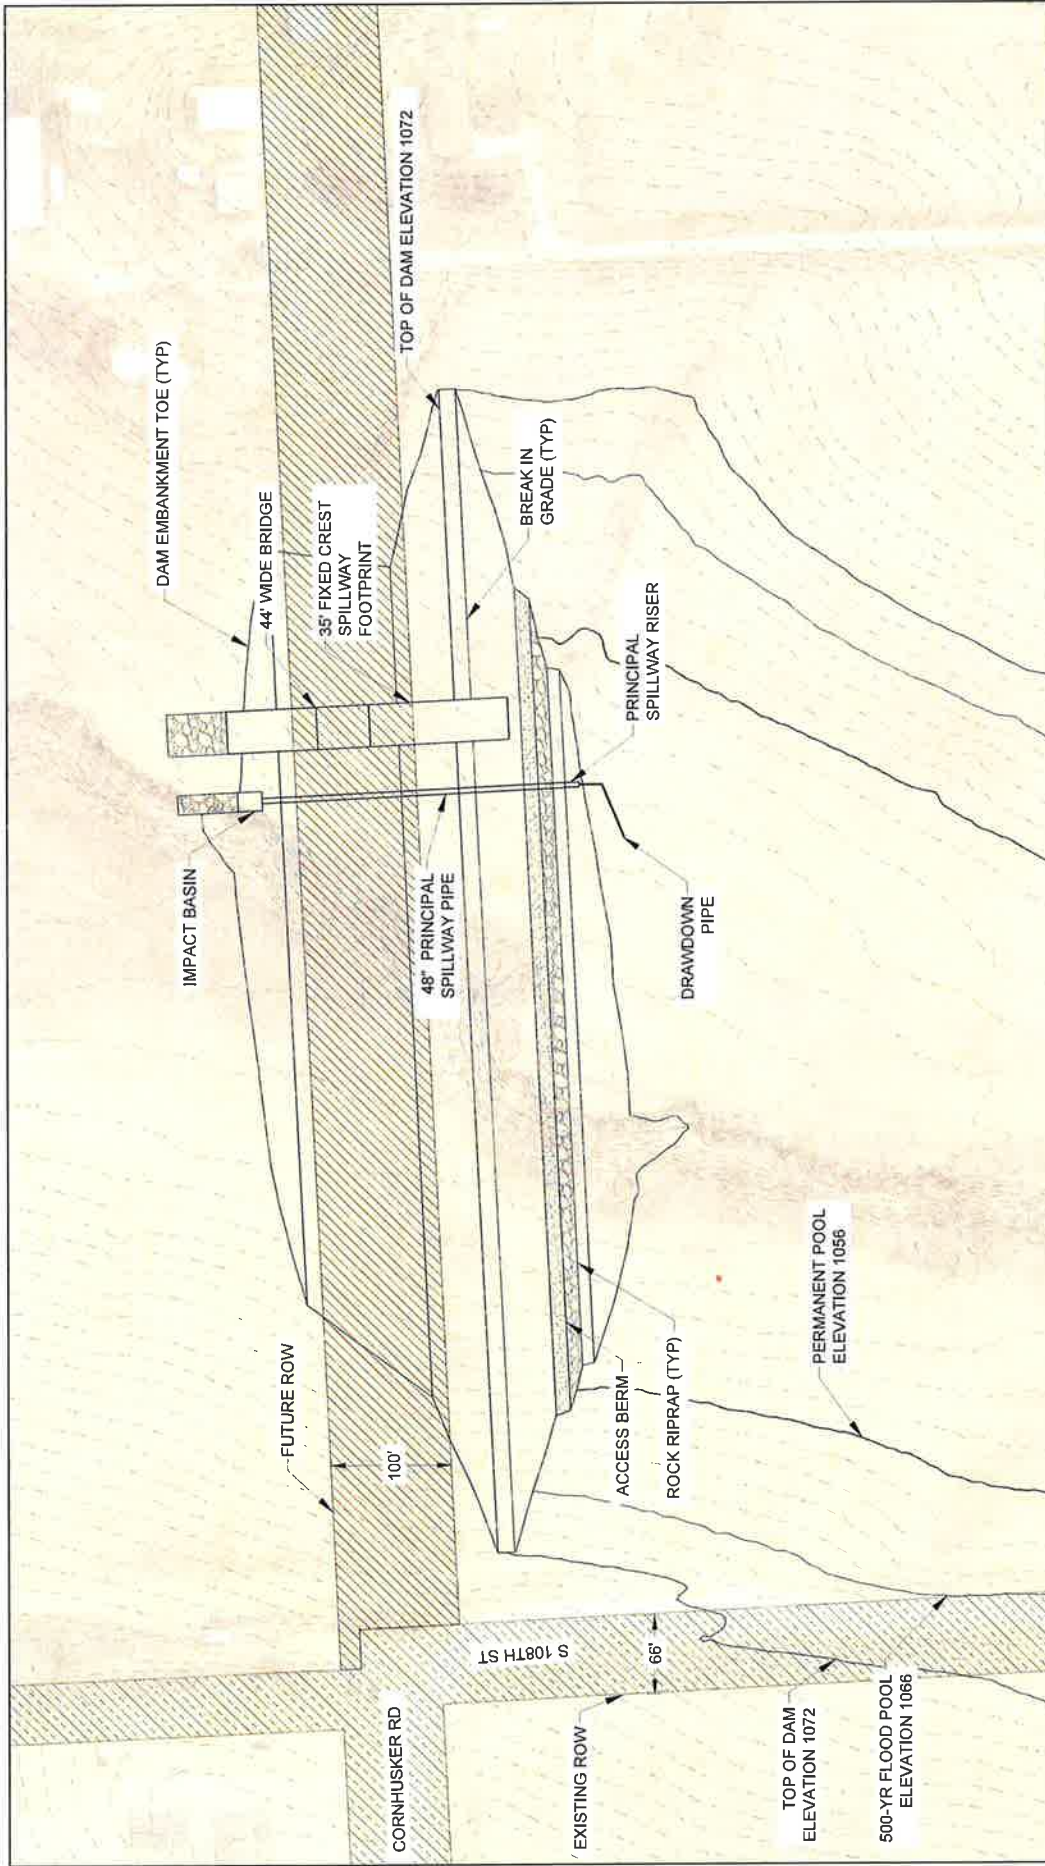 DAM EMBANKMENT TOE (TYP)
44' WIDE BRIDGE
35' FIXED CREST
SPILLWAY
FOOTPRINT
TOP OF DAM ELEVATION 1072
IMPACT BASIN
48" PRINCIPAL
SPILLWAY PIPE
BREAK IN
GRADE (TYP)
PRINCIPAL
SPILLWAY RISER
DRAWDOWN
PIPE
FUTURE ROW
100'
ACCESS BERM
ROCK RIPRAP (TYP)
PERMANENT POOL
ELEVATION 1056
CORNHUSKER RD
S 108TH ST
66'
EXISTING ROW
TOP OF DAM
ELEVATION 1072
500-YR FLOOD POOL
ELEVATION 1066